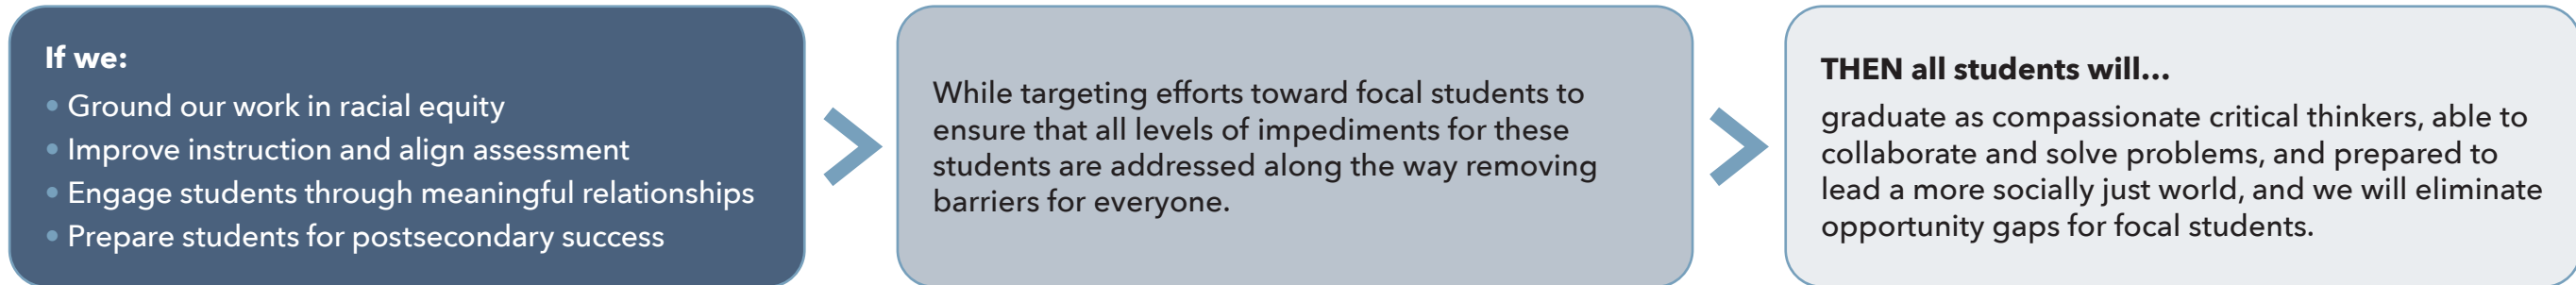 If we:
• Ground our work in racial equity
• Improve instruction and align assessment
• Engage students through meaningful relationships
• Prepare students for postsecondary success
While targeting efforts toward focal students to
ensure that all levels of impediments for these
students are addressed along the way removing
barriers for everyone.
THEN all students will...
graduate as compassionate critical thinkers, able to
collaborate and solve problems, and prepared to
lead a more socially just world, and we will eliminate
opportunity gaps for focal students.